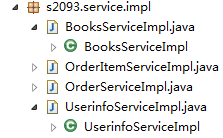 s2093.service.impl
BooksServiceImpl.java
BooksServiceImpl
OrderItemServiceImpl.java
OrderServiceImpl.java
UserinfoServiceImpl.java
UserinfoServiceImpl